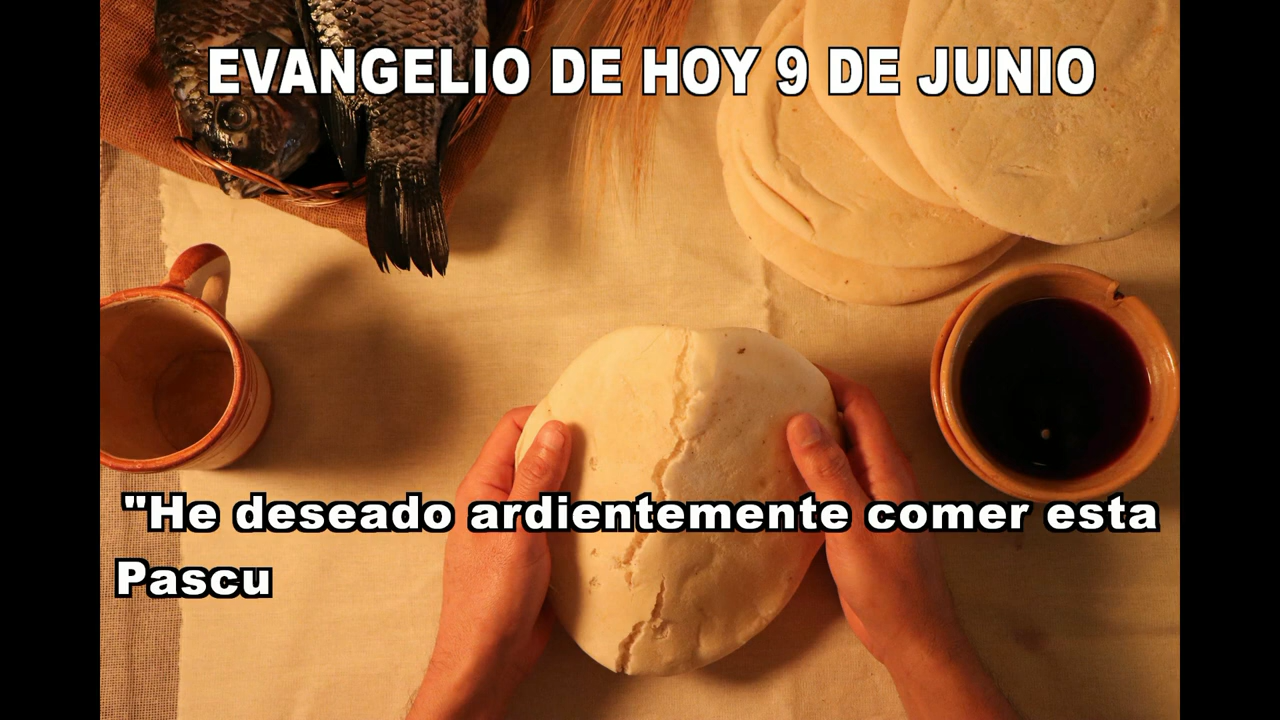 EVANGELIO DE HOY 9 DE JUNIO
"He deseado ardientemente comer esta
Pascu